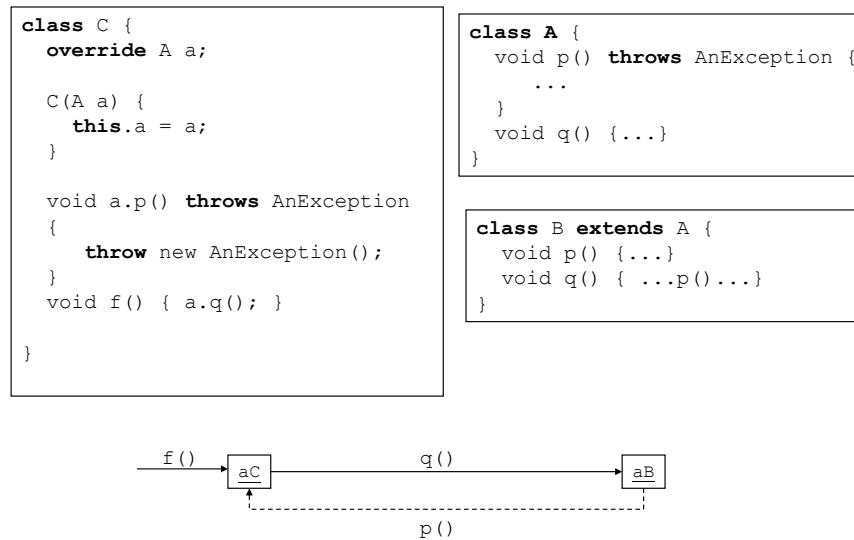 class C {
override A a;
C(A a) {
this.a = a;
}
void a.p() throws AnException
{
throw new AnException();
}
void f() { a.q(); }
}
class A {
void p() throws AnException {
...
}
void q() {...}
}
class B extends A {
void p() {...}
void q() { ...p()...}
}
f()
aC
q()
aB
p()